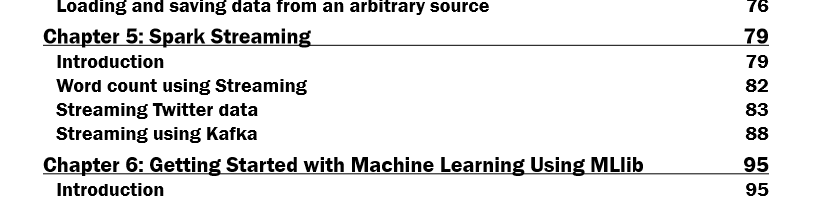 Loading and saving data from an arbitrary source 76
Chapter 5: Spark Streaming 79
Introduction 79
Word count using Streaming 82
Streaming Twitter data 83
Streaming using Kafka 88
Chapter 6: Getting Started with Machine Learning Using MLlib 95
Introduction 95